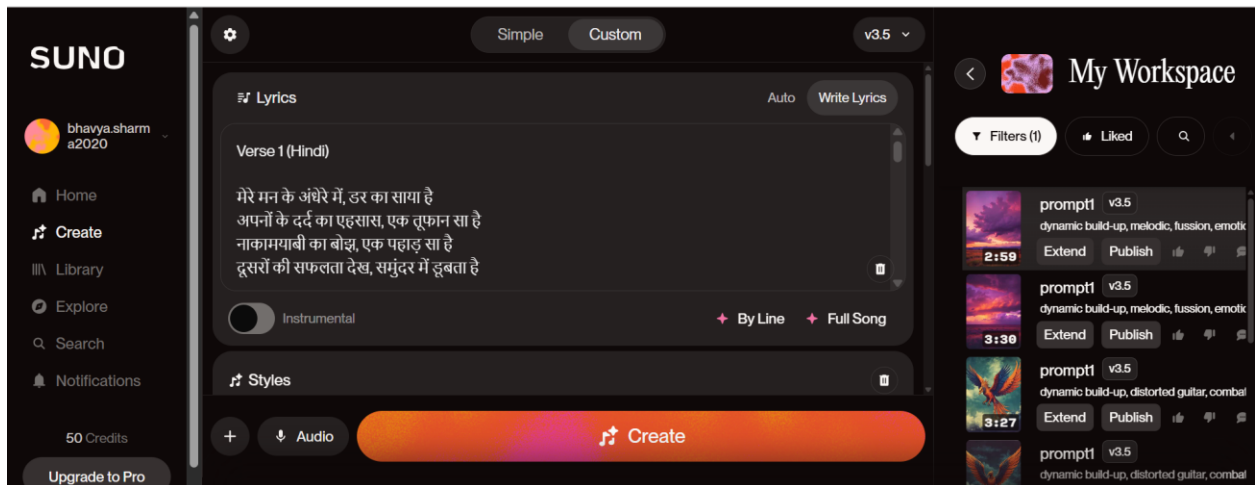 SUNO
bhavya.sharm
a2020
Home
Create
Library
Explore
Search
Notifications
50 Credits
Upgrade to Pro
Simple
Custom
v3.5
Lyrics
Auto
Write Lyrics
Verse 1 (Hindi)
मेरे मन के अंधेरे में, डर का साया है
अपनों के दर्द का एहसास, एक तूफान सा है
नाकामयाबी का बोझ, एक पहाड़ सा है
दूसरों की सफलता देख, समुंदर में डूबता है
Instrumental
By Line
Full Song
Styles
Audio
Create
My Workspace
Filters (1)
Liked
prompt1 v3.5
dynamic build-up, melodic, fussion, emotic
2:59
Extend
Publish
prompt1 v3.5
dynamic build-up, melodic, fussion, emotic
3:30
Extend
Publish
prompt1 v3.5
dynamic build-up, distorted guitar, combat
3:27
Extend
Publish
prompt1 v3.5
dynamic build-up, distorted guitar, combat